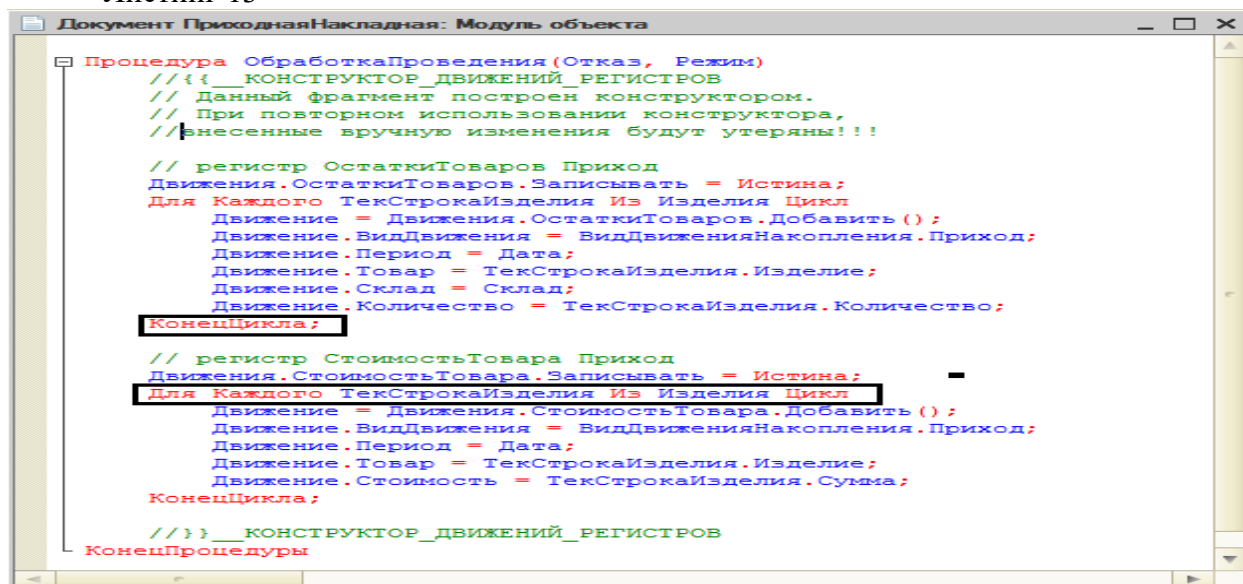 Листинг 13
Документ ПриходнаяНакладная: Модуль объекта
Процедура ОбработкаПроведения(Отказ, Режим)
//{{__КОНСТРУКТОР_ДВИЖЕНИЙ_РЕГИСТРОВ
// Данный фрагмент построен конструктором.
// При повторном использовании конструктора,
//внесенные вручную изменения будут утеряны!!!
// регистр ОстаткиТоваров Приход
Движения.ОстаткиТоваров.Записывать = Истина;
Для Каждого ТекСтрокаИзделия Из Изделия Цикл
Движение = Движения.ОстаткиТоваров.Добавить();
Движение.ВидДвижения = ВидДвиженияНакопления.Приход;
Движение.Период = Дата;
Движение.Товар = ТекСтрокаИзделия.Изделие;
Движение.Склад = Склад;
Движение.Количество = ТекСтрокаИзделия.Количество;
КонецЦикла;
// регистр СтоимостьТовара Приход
Движения.СтоимостьТовара.Записывать = Истина;
Для Каждого ТекСтрокаИзделия Из Изделия Цикл
Движение = Движения.СтоимостьТовара.Добавить();
Движение.ВидДвижения = ВидДвиженияНакопления.Приход;
Движение.Период = Дата;
Движение.Товар = ТекСтрокаИзделия.Изделие;
Движение.Стоимость = ТекСтрокаИзделия.Сумма;
КонецЦикла;
//}}__КОНСТРУКТОР_ДВИЖЕНИЙ_РЕГИСТРОВ
КонецПроцедуры